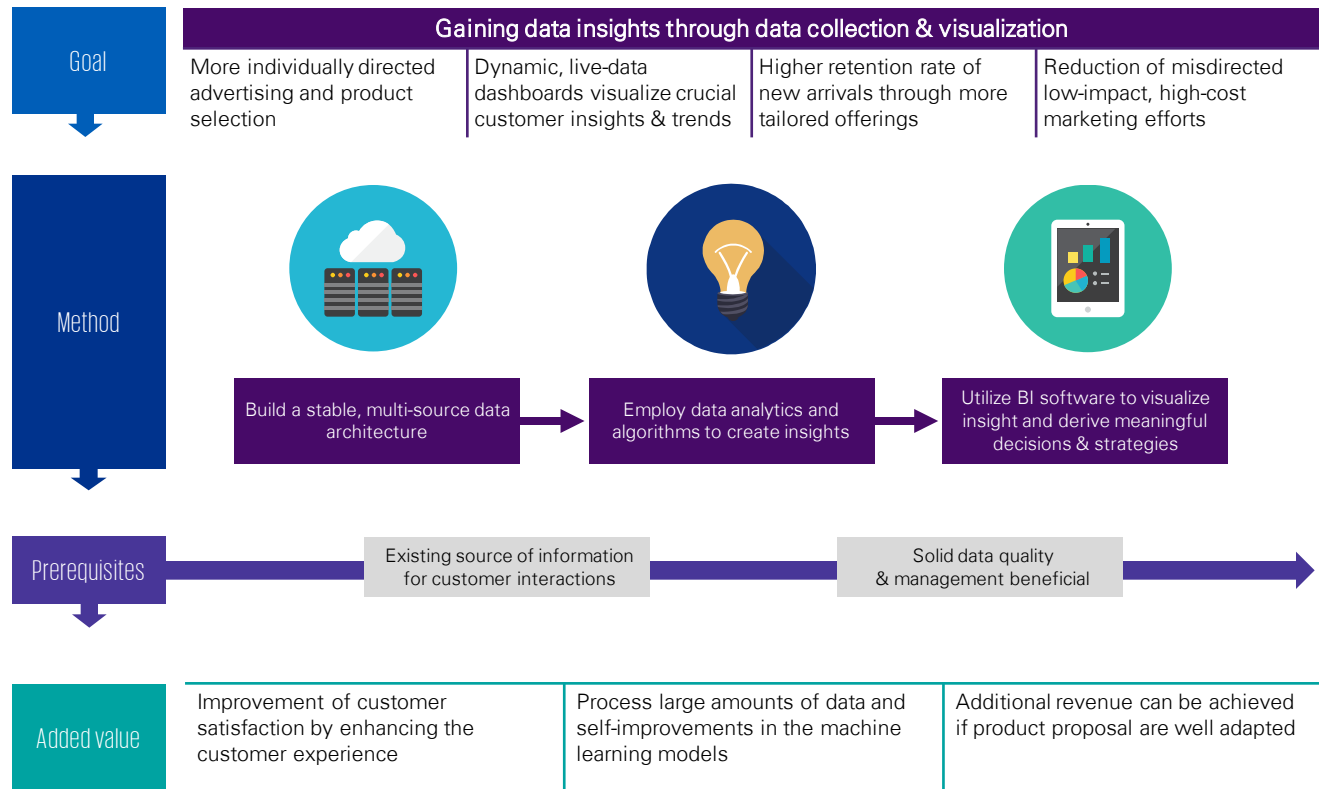 Goal
Gaining data insights through data collection & visualization
More individually directed
advertising and product
selection
Dynamic, live-data
dashboards visualize crucial
customer insights & trends
Higher retention rate of
new arrivals through more
tailored offerings
Reduction of misdirected
low-impact, high-cost
marketing efforts
Method
Build a stable, multi-source data
architecture
Employ data analytics and
algorithms to create insights
Utilize BI software to visualize
insight and derive meaningful
decisions & strategies
Prerequisites
Existing source of information
for customer interactions
Solid data quality
& management beneficial
Added value
Improvement of customer
satisfaction by enhancing the
customer experience
Process large amounts of data and
self-improvements in the machine
learning models
Additional revenue can be achieved
if product proposal are well adapted